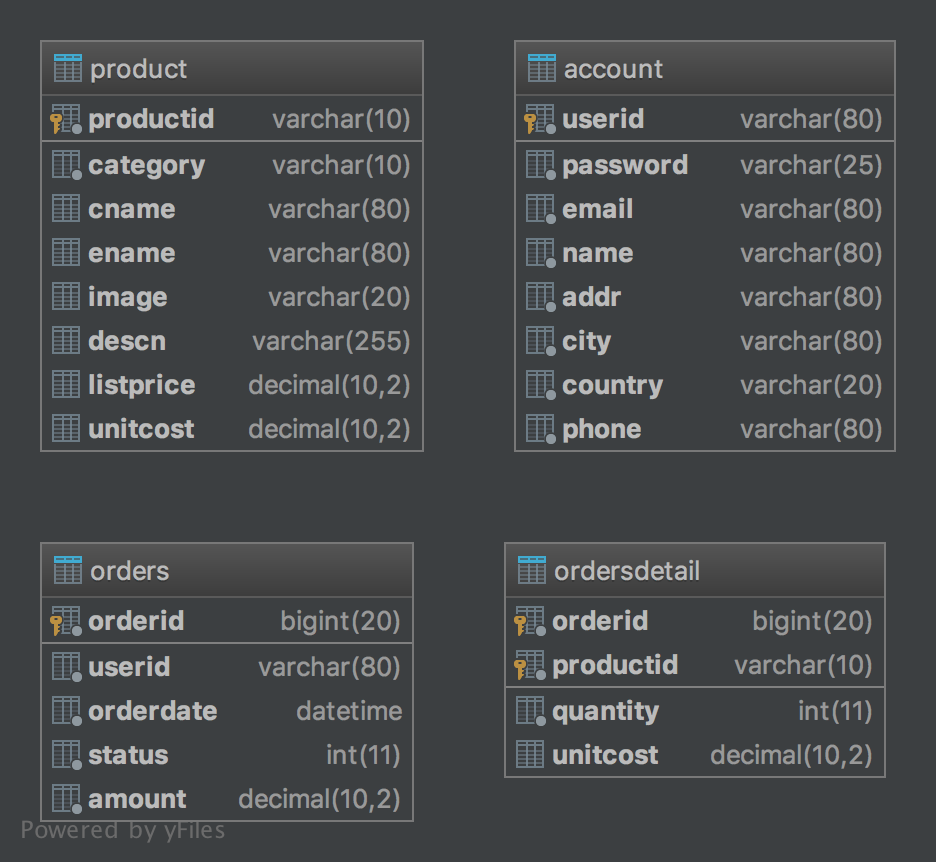 product
productid varchar(10)
category varchar(10)
cname varchar(80)
ename varchar(80)
image varchar(20)
descn varchar(255)
listprice decimal(10,2)
unitcost decimal(10,2)
account
userid varchar(80)
password varchar(25)
email varchar(80)
name varchar(80)
addr varchar(80)
city varchar(80)
country varchar(20)
phone varchar(80)
orders
orderid bigint(20)
userid varchar(80)
orderdate datetime
status int(11)
amount decimal(10,2)
ordersdetail
orderid bigint(20)
productid varchar(10)
quantity int(11)
unitcost decimal(10,2)
Powered by yFiles